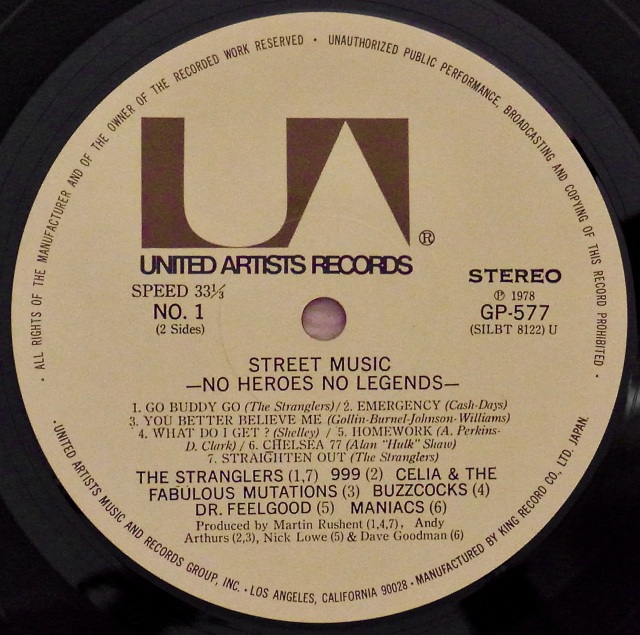 · ALL RIGHTS OF THE MANUFACTURER AND OF THE OWNER OF THE RECORDED WORK RESERVED · UNAUTHORIZED PUBLIC PERFORMANCE, BROADCASTING AND COPYING OF THIS RECORD PROHIBITED ·
UA®
UNITED ARTISTS RECORDS
SPEED 33⅓
NO. 1
(2 Sides)
STEREO
℗ 1978
GP-577
(SILBT 8122) U
STREET MUSIC
—NO HEROES NO LEGENDS—
1. GO BUDDY GO (The Stranglers) / 2. EMERGENCY (Cash-Days)
3. YOU BETTER BELIEVE ME (Gollin-Burnel-Johnson-Williams)
4. WHAT DO I GET ? (Shelley) / 5. HOMEWORK (A. Perkins-
D. Clark) / 6. CHELSEA 77 (Alan "Hulk" Shaw)
7. STRAIGHTEN OUT (The Stranglers)
THE STRANGLERS (1,7) 999 (2) CELIA & THE
FABULOUS MUTATIONS (3) BUZZCOCKS (4)
DR. FEELGOOD (5) MANIACS (6)
Produced by Martin Rushent (1,4,7), Andy
Arthurs (2,3), Nick Lowe (5) & Dave Goodman (6)
· UNITED ARTISTS MUSIC AND RECORDS GROUP, INC. · LOS ANGELES, CALIFORNIA 90028 · MANUFACTURED BY KING RECORD CO., LTD. JAPAN.